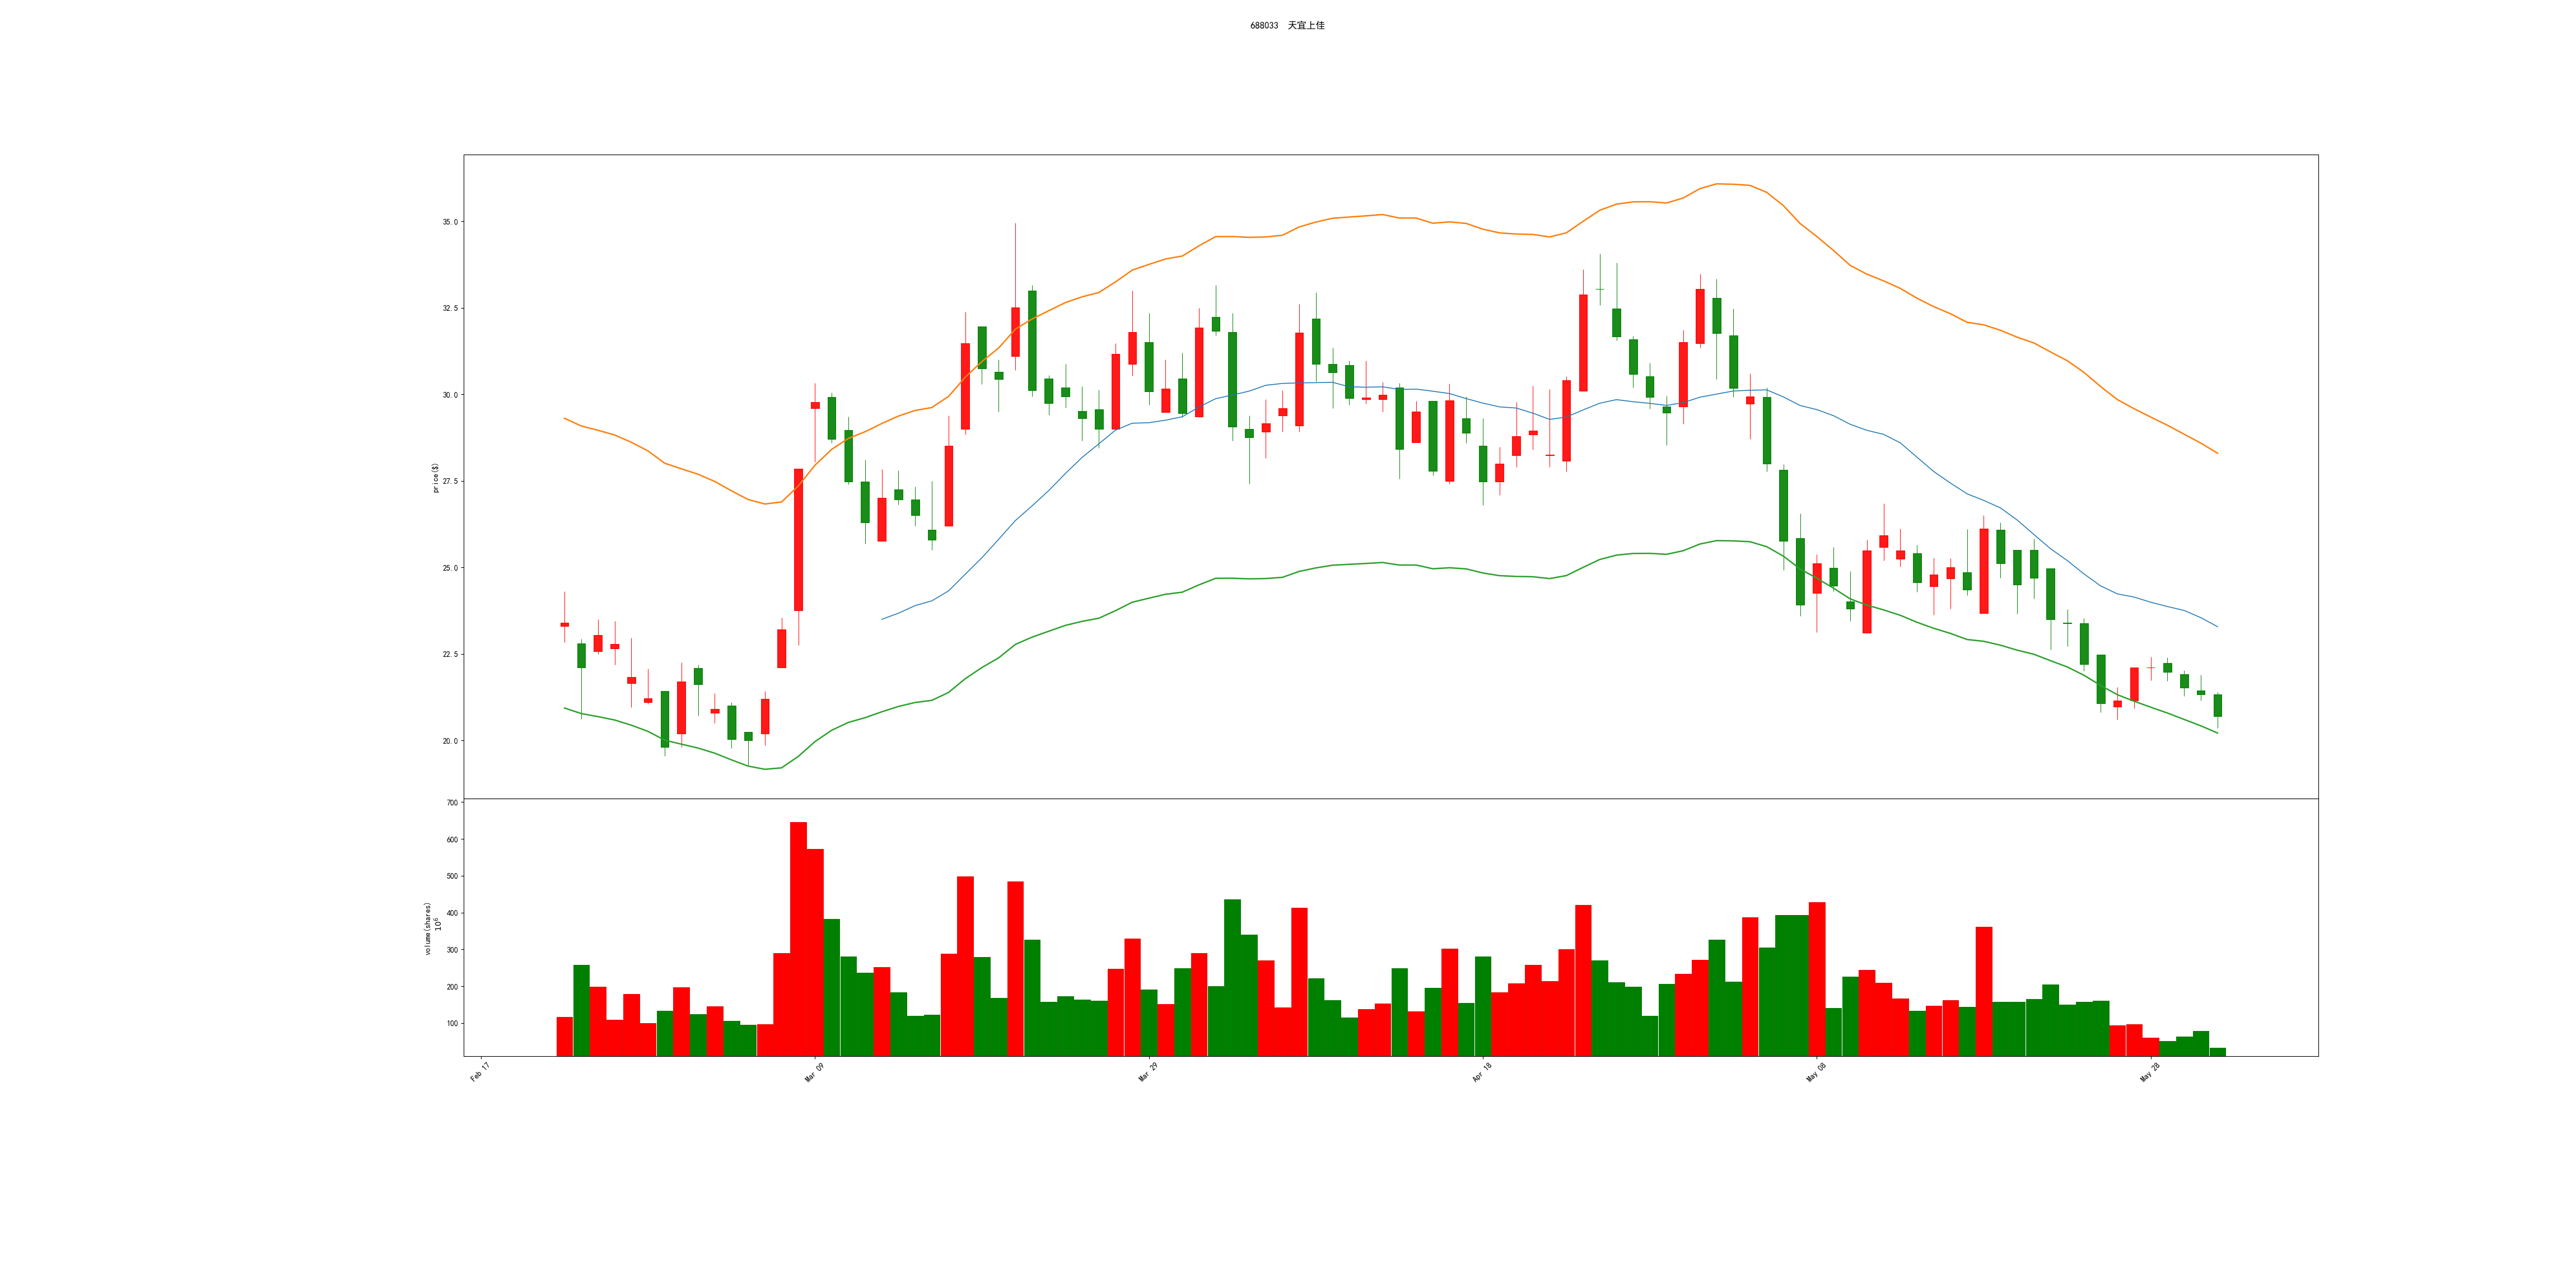 688033 天宜上佳
price($)
35.0
32.5
30.0
27.5
25.0
22.5
20.0
volume(shares)
10^6
700
600
500
400
300
200
100
Feb 17
Mar 09
Mar 29
Apr 18
May 08
May 28